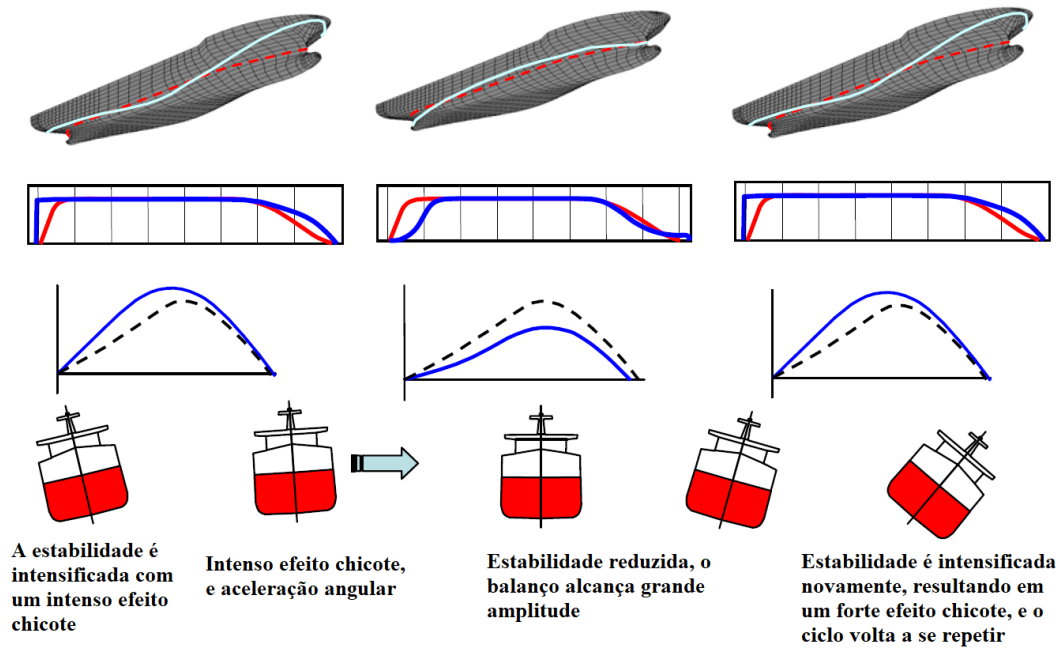 A estabilidade é
intensificada com
um intenso efeito
chicote
Intenso efeito chicote,
e aceleração angular
Estabilidade reduzida, o
balanço alcança grande
amplitude
Estabilidade é intensificada
novamente, resultando em
um forte efeito chicote, e o
ciclo volta a se repetir